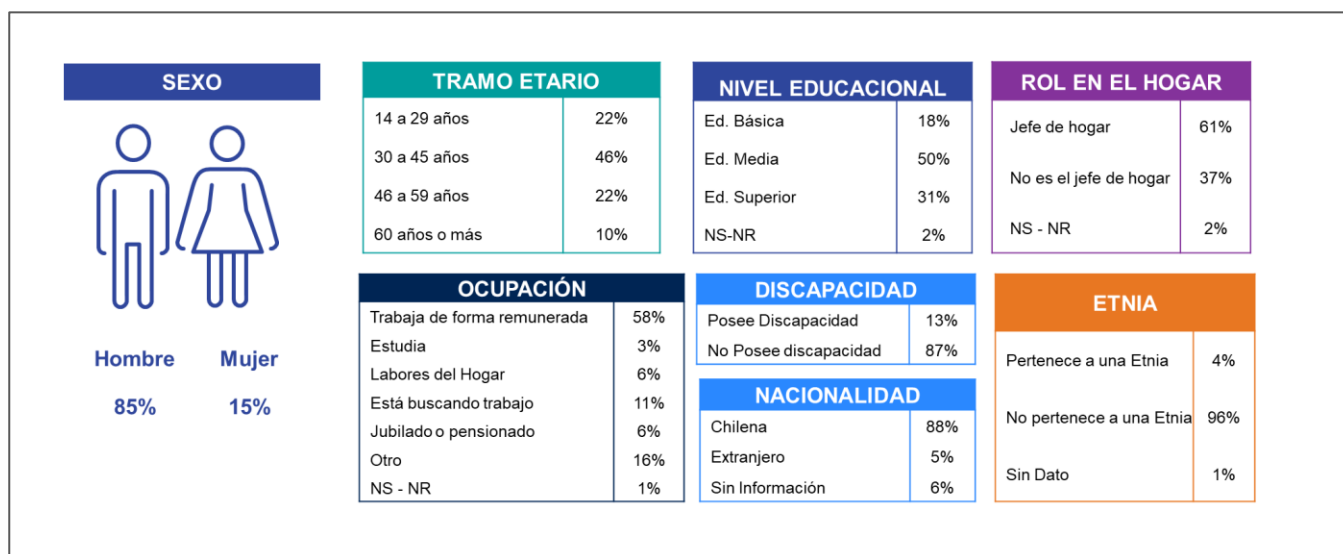 SEXO
Hombre Mujer
85% 15%
TRAMO ETARIO
14 a 29 años 22%
30 a 45 años 46%
46 a 59 años 22%
60 años o más 10%
NIVEL EDUCACIONAL
Ed. Básica 18%
Ed. Media 50%
Ed. Superior 31%
NS-NR 2%
ROL EN EL HOGAR
Jefe de hogar 61%
No es el jefe de hogar 37%
NS - NR 2%
OCUPACIÓN
Trabaja de forma remunerada 58%
Estudia 3%
Labores del Hogar 6%
Está buscando trabajo 11%
Jubilado o pensionado 6%
Otro 16%
NS - NR 1%
DISCAPACIDAD
Posee Discapacidad 13%
No Posee discapacidad 87%
NACIONALIDAD
Chilena 88%
Extranjero 5%
Sin Información 6%
ETNIA
Pertenece a una Etnia 4%
No pertenece a una Etnia 96%
Sin Dato 1%